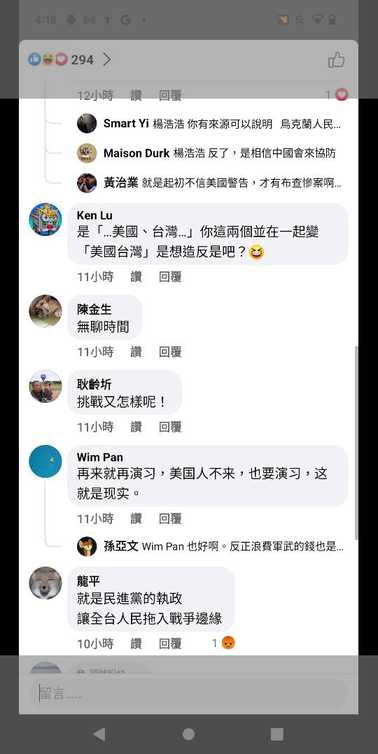 4:18
294
12小時 讚 回覆 1
Smart Yi 楊浩浩 你有來源可以說明 烏克蘭人民...
Maison Durk 楊浩浩 反了，是相信中國會來協防
黃治業 就是起初不信美國警告，才有布查慘案啊...
Ken Lu
是「...美國、台灣...」你這兩個並在一起變
「美國台灣」是想造反是吧？😆
11小時 讚 回覆
陳金生
無聊時間
11小時 讚 回覆
耿齡圻
挑戰又怎樣呢！
11小時 讚 回覆
Wim Pan
再来就再演习，美国人不来，也要演习，这
就是现实。
11小時 讚 回覆
孫亞文 Wim Pan 也好啊。反正浪費軍武的錢也是...
龍平
就是民進黨的執政
讓全台人民拖入戰爭邊緣
10小時 讚 回覆 1
留言......